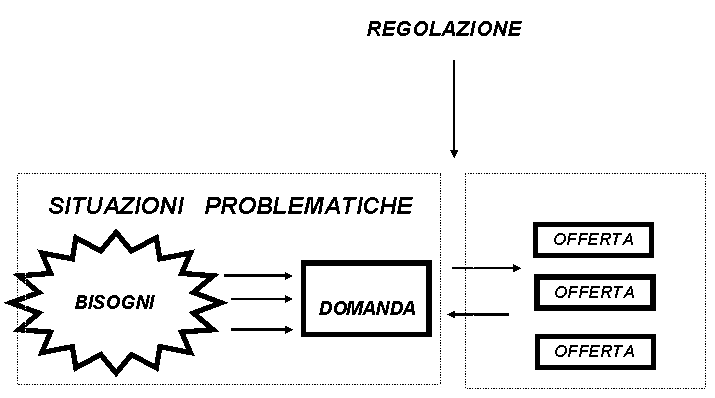 REGOLAZIONE
SITUAZIONI PROBLEMATICHE
BISOGNI
DOMANDA
OFFERTA
OFFERTA
OFFERTA